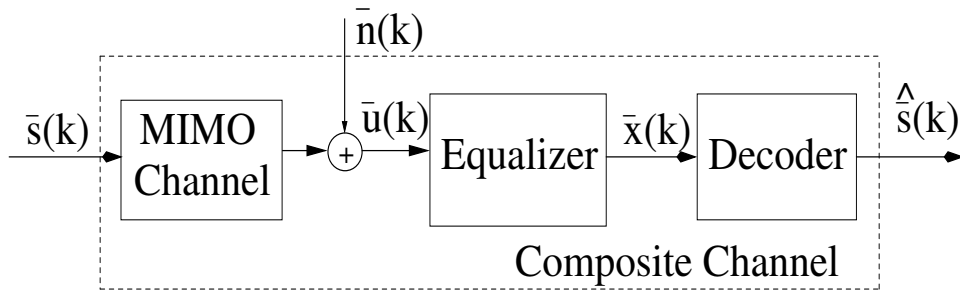 n̄(k)
s̄(k)
MIMO
Channel
+
ū(k)
Equalizer
x̄(k)
Decoder
ŝ̄(k)
Composite Channel